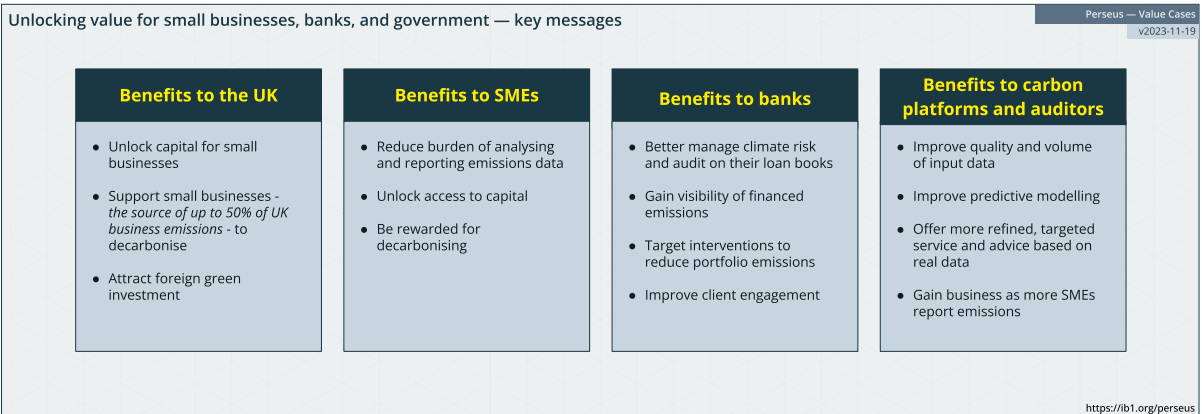 Unlocking value for small businesses, banks, and government — key messages
Perseus — Value Cases
v2023-11-19
Benefits to the UK
● Unlock capital for small
businesses
● Support small businesses -
the source of up to 50% of UK
business emissions - to
decarbonise
● Attract foreign green
investment
Benefits to SMEs
● Reduce burden of analysing
and reporting emissions data
● Unlock access to capital
● Be rewarded for
decarbonising
Benefits to banks
● Better manage climate risk
and audit on their loan books
● Gain visibility of financed
emissions
● Target interventions to
reduce portfolio emissions
● Improve client engagement
Benefits to carbon
platforms and auditors
● Improve quality and volume
of input data
● Improve predictive modelling
● Offer more refined, targeted
service and advice based on
real data
● Gain business as more SMEs
report emissions
https://ib1.org/perseus